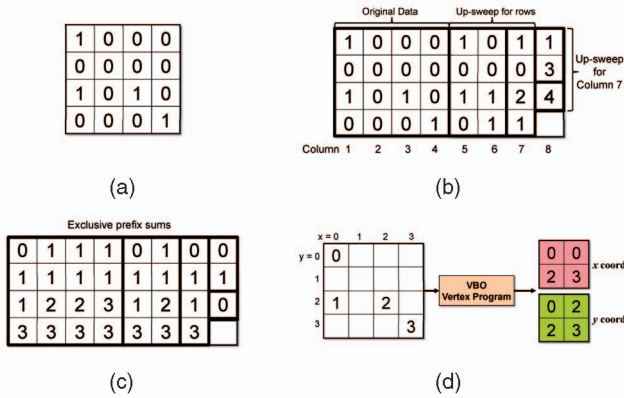 1 0 0 0
0 0 0 0
1 0 1 0
0 0 0 1
(a)
Original Data Up-sweep for rows
1 0 0 0 1 0 1 1
0 0 0 0 0 0 0 3
1 0 1 0 1 1 2 4
0 0 0 1 0 1 1
Up-sweep
for
Column 7
Column 1 2 3 4 5 6 7 8
(b)
Exclusive prefix sums
0 1 1 1 0 1 0 0
1 1 1 1 1 1 1 1
1 2 2 3 1 2 1 0
3 3 3 3 3 3 3
(c)
x = 0 1 2 3
y = 0 0
1
2 1 2
3 3
VBO
Vertex Program
0 0
2 3
x coord
0 2
2 3
y coord
(d)